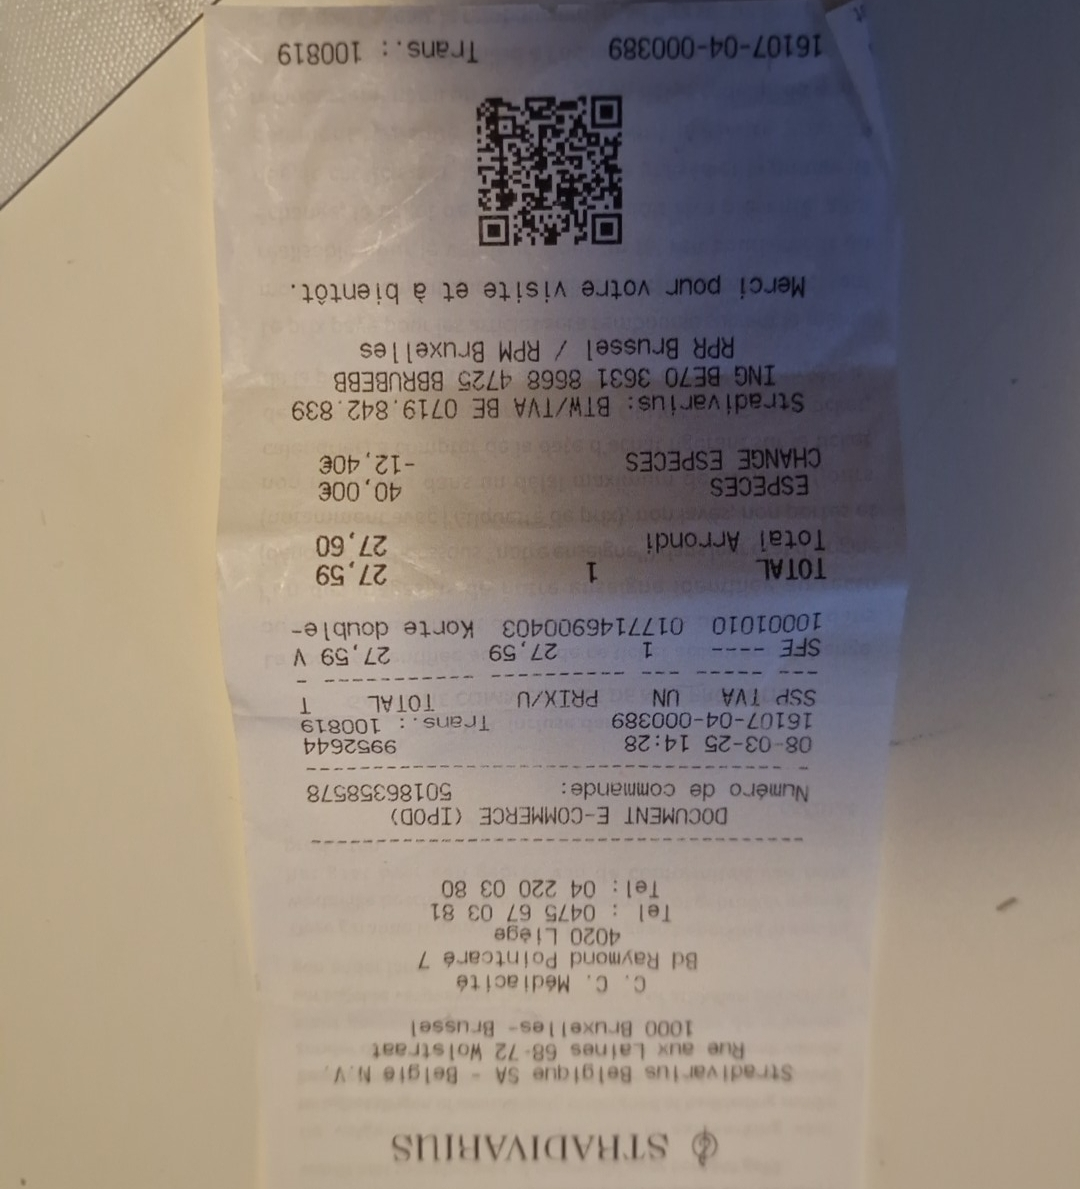 STRADIVARIUS
Stradivarius Belgique SA - Belgïe N.V.
Rue aux Laines 68-72 Wolstraat
1000 Bruxelles- Brussel
C. C. Médiacité
Bd Raymond Pointcaré 7
4020 Liège
Tel : 0475 67 03 81
Tel: 04 220 03 80
DOCUMENT E-COMMERCE (IPOD)
Numéro de commande: 50186358578
08-03-25 14:28 9952644
16107-04-000389 Trans.: 100819
SSP TVA UN PRIX/U TOTAL T
SFE ---- 1 27,59 27,59 V
10001010 01771469004​03 Korte double-
TOTAL 1 27,59
Total Arrondi 27,60
ESPECES 40,00€
CHANGE ESPECES -12,40€
Stradivarius: BTW/TVA BE 0719.842.839
ING BE70 3631 8668 4725 BBRUBEBB
RPR Brussel / RPM Bruxelles
Merci pour votre visite et à bientôt.
16107-04-000389 Trans.: 100819